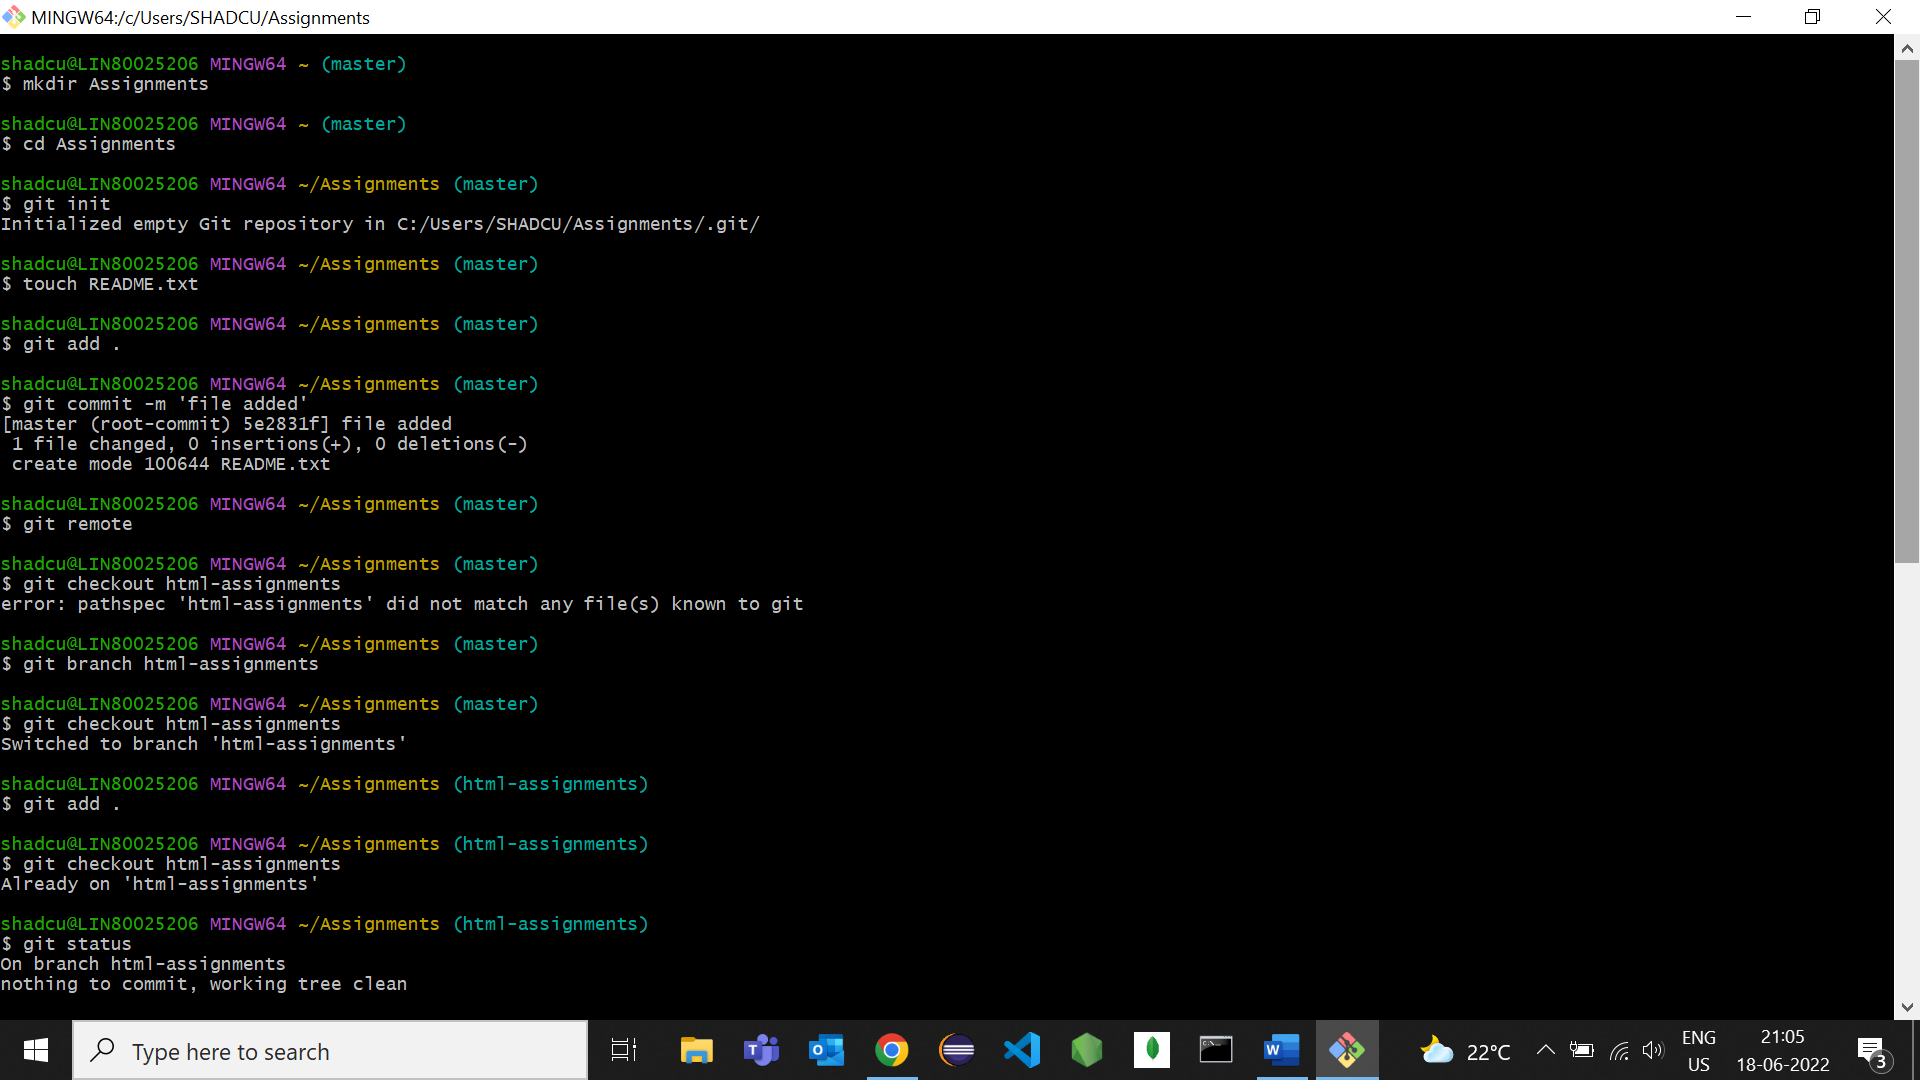 MINGW64:/c/Users/SHADCU/Assignments
shadcu@LIN80025206 MINGW64 ~ (master)
$ mkdir Assignments
shadcu@LIN80025206 MINGW64 ~ (master)
$ cd Assignments
shadcu@LIN80025206 MINGW64 ~/Assignments (master)
$ git init
Initialized empty Git repository in C:/Users/SHADCU/Assignments/.git/
shadcu@LIN80025206 MINGW64 ~/Assignments (master)
$ touch README.txt
shadcu@LIN80025206 MINGW64 ~/Assignments (master)
$ git add .
shadcu@LIN80025206 MINGW64 ~/Assignments (master)
$ git commit -m 'file added'
[master (root-commit) 5e2831f] file added
 1 file changed, 0 insertions(+), 0 deletions(-)
 create mode 100644 README.txt
shadcu@LIN80025206 MINGW64 ~/Assignments (master)
$ git remote
shadcu@LIN80025206 MINGW64 ~/Assignments (master)
$ git checkout html-assignments
error: pathspec 'html-assignments' did not match any file(s) known to git
shadcu@LIN80025206 MINGW64 ~/Assignments (master)
$ git branch html-assignments
shadcu@LIN80025206 MINGW64 ~/Assignments (master)
$ git checkout html-assignments
Switched to branch 'html-assignments'
shadcu@LIN80025206 MINGW64 ~/Assignments (html-assignments)
$ git add .
shadcu@LIN80025206 MINGW64 ~/Assignments (html-assignments)
$ git checkout html-assignments
Already on 'html-assignments'
shadcu@LIN80025206 MINGW64 ~/Assignments (html-assignments)
$ git status
On branch html-assignments
nothing to commit, working tree clean
Type here to search
22°C
ENG
US
21:05
18-06-2022
3